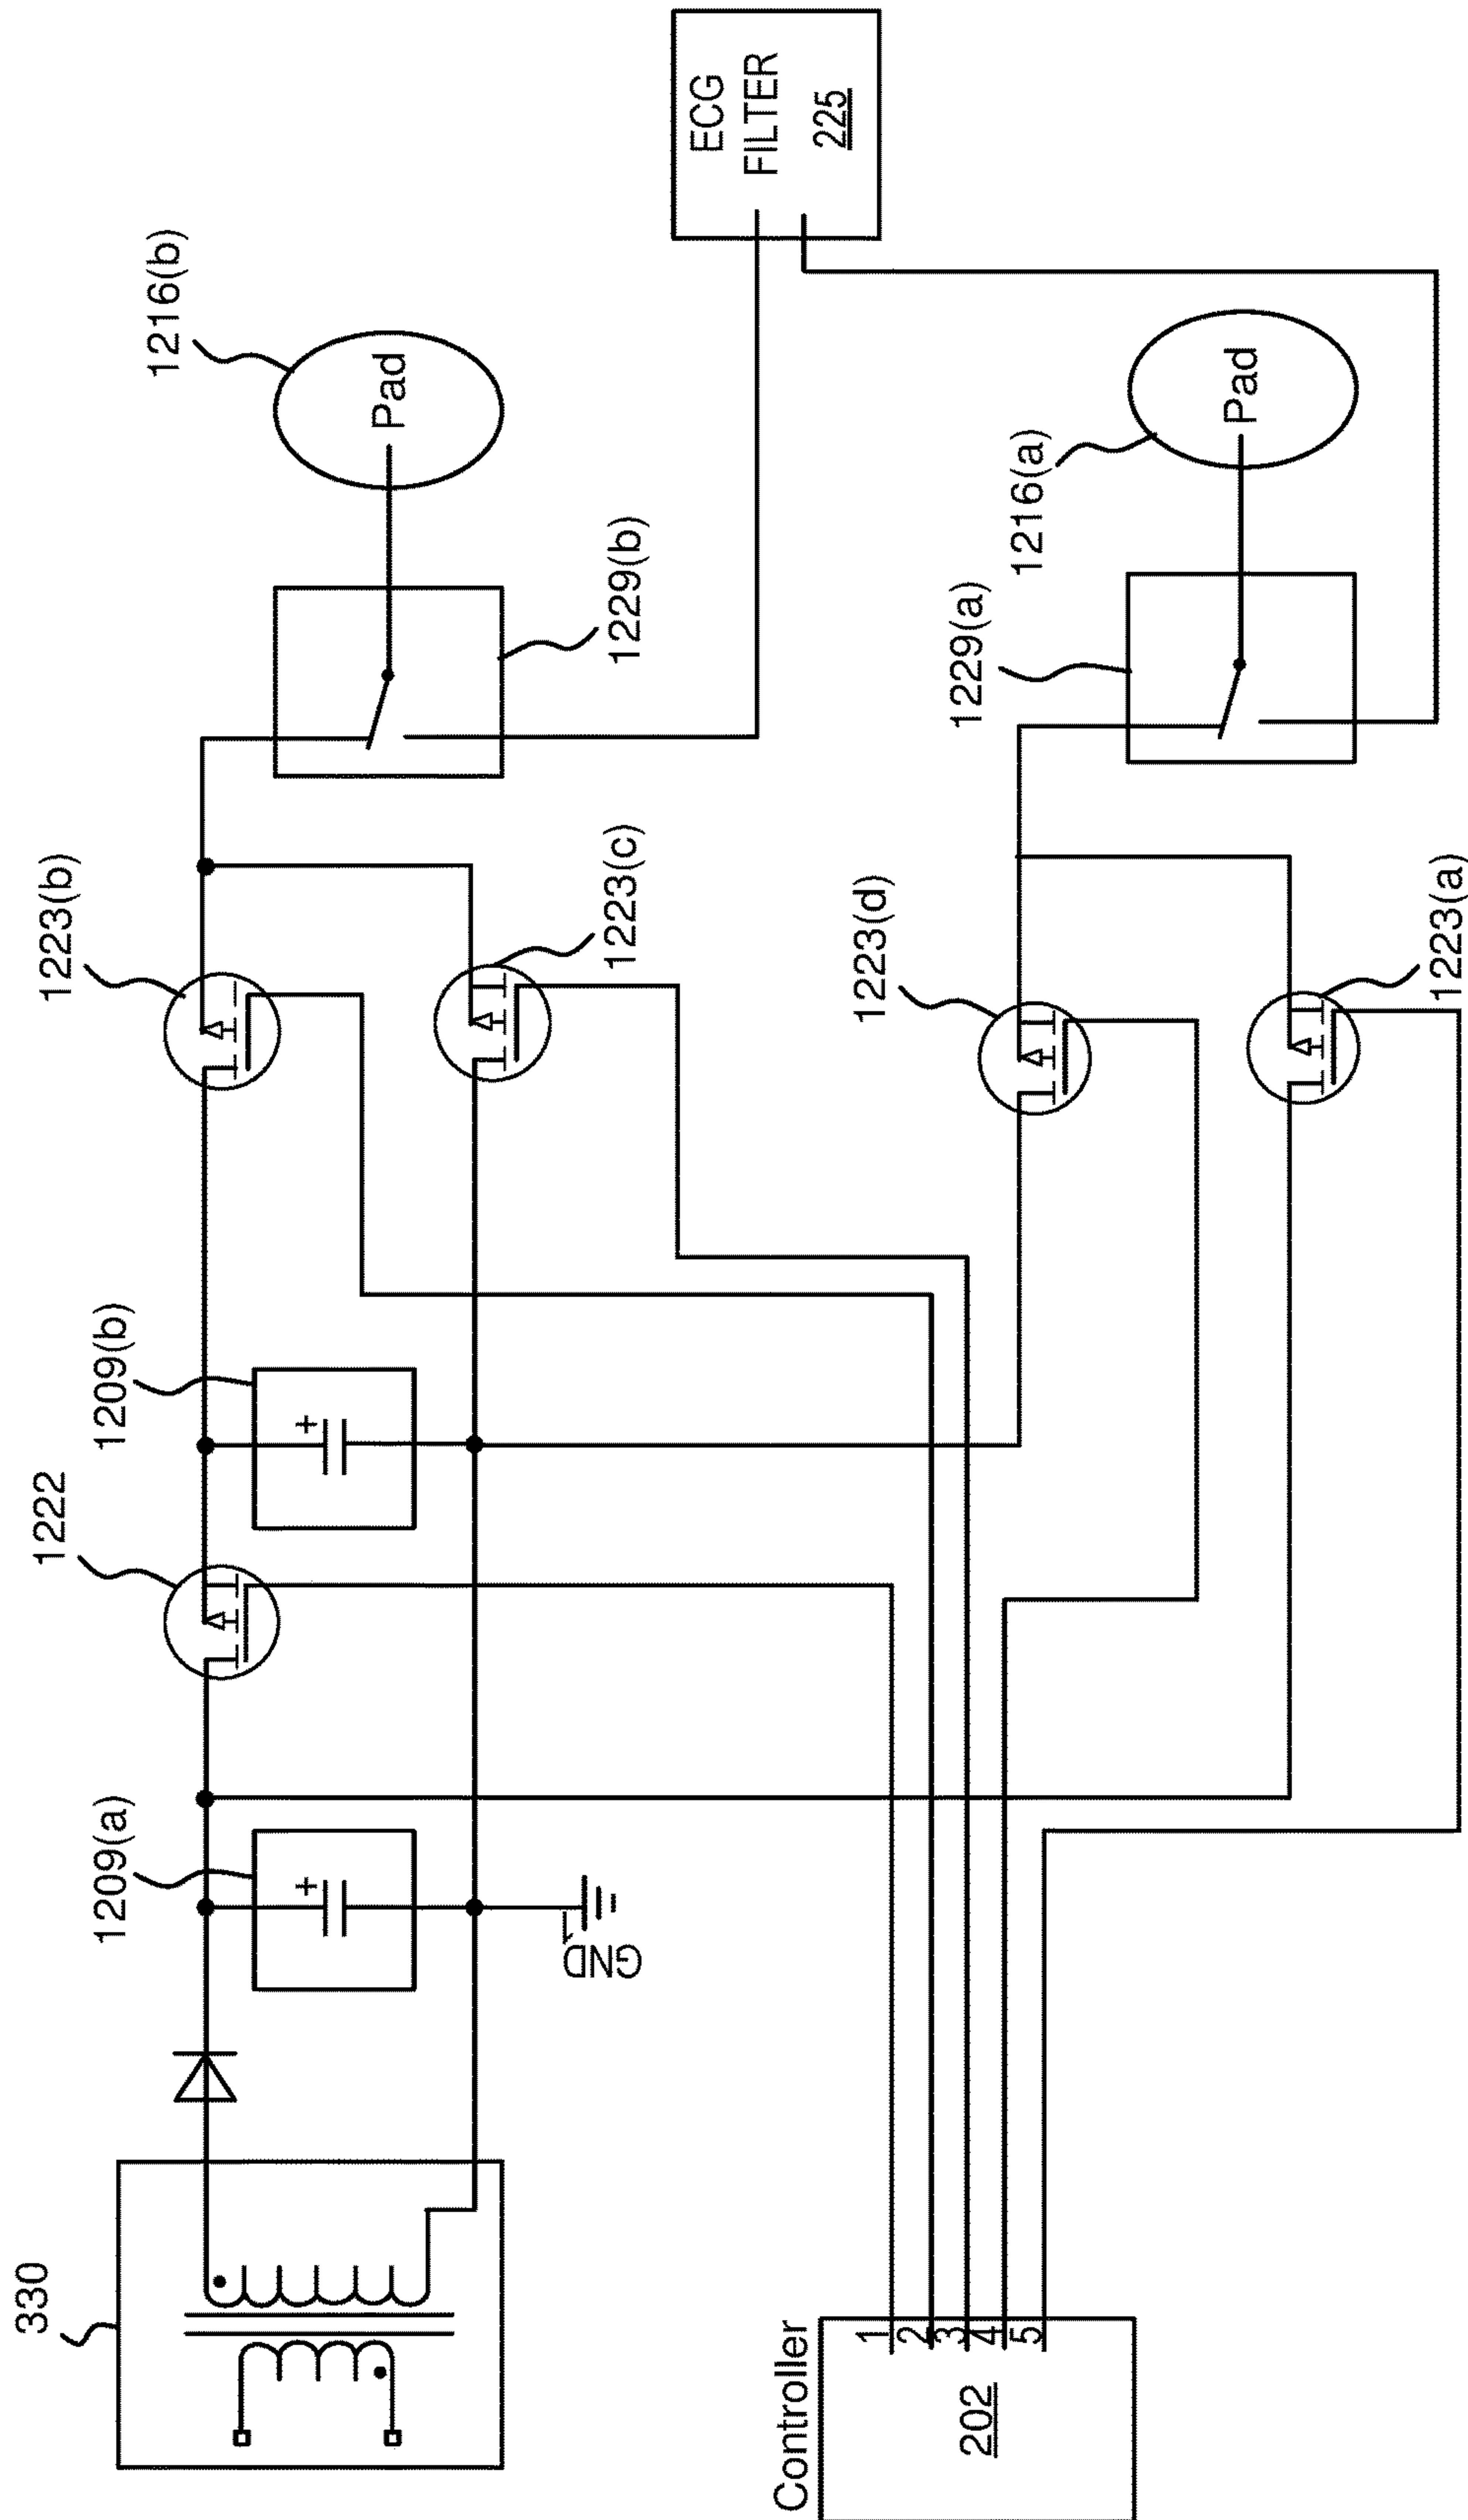 330
1209(a)
1222
1209(b)
1223(b)
1216(b)
+
+
Pad
1223(c)
1229(b)
GND
1
ECG
FILTER
225
Controller
202
1
2
3
4
5
1223(d)
1229(a)
1216(a)
Pad
1223(a)